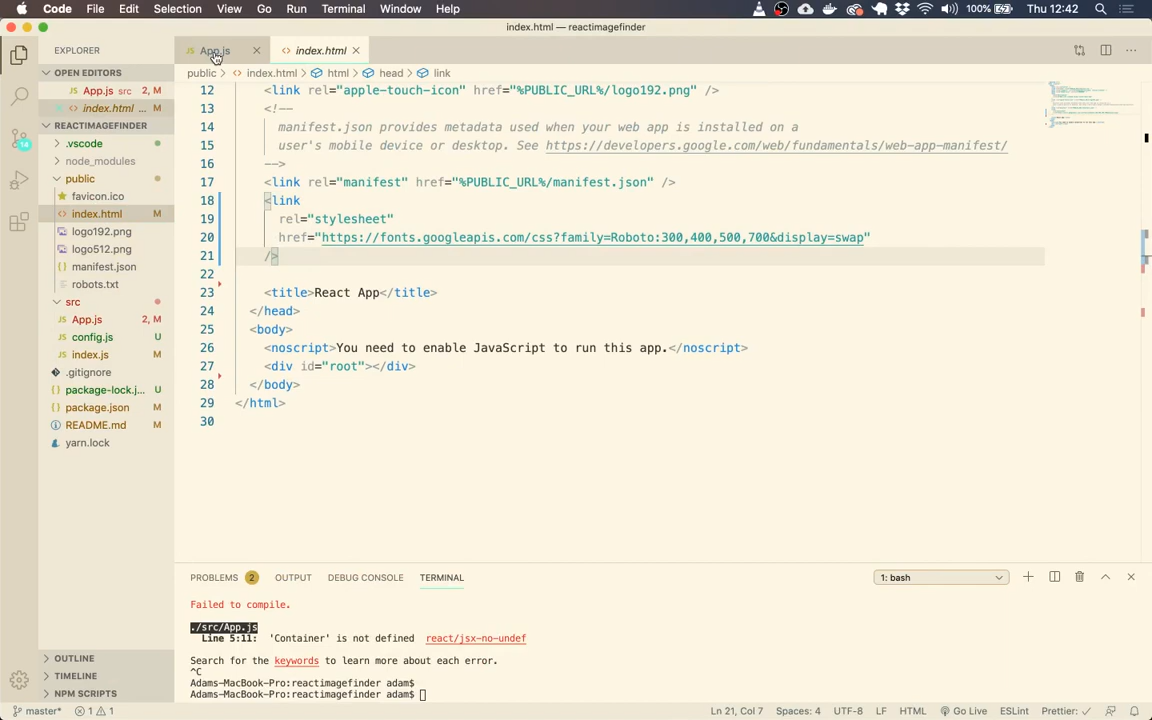 Code File Edit Selection View Go Run Terminal Window Help 100% Thu 12:42
index.html — reactimagefinder
EXPLORER
App.js
index.html
OPEN EDITORS
public > index.html > html > head > link
App.js src 2, M
index.html ... M
REACTIMAGEFINDER
.vscode
node_modules
public
favicon.ico
index.html M
logo192.png
logo512.png
manifest.json
robots.txt
src
App.js 2, M
config.js U
index.js M
.gitignore
package-lock.j... U
package.json M
README.md M
yarn.lock
OUTLINE
TIMELINE
NPM SCRIPTS
12 <link rel="apple-touch-icon" href="%PUBLIC_URL%/logo192.png" />
13 <!--
14 manifest.json provides metadata used when your web app is installed on a
15 user's mobile device or desktop. See https://developers.google.com/web/fundamentals/web-app-manifest/
16 -->
17 <link rel="manifest" href="%PUBLIC_URL%/manifest.json" />
18 <link
19 rel="stylesheet"
20 href="https://fonts.googleapis.com/css?family=Roboto:300,400,500,700&display=swap"
21 />
22
23 <title>React App</title>
24 </head>
25 <body>
26 <noscript>You need to enable JavaScript to run this app.</noscript>
27 <div id="root"></div>
28 </body>
29 </html>
30
PROBLEMS 2 OUTPUT DEBUG CONSOLE TERMINAL 1: bash
Failed to compile.
./src/App.js
Line 5:11: 'Container' is not defined react/jsx-no-undef
Search for the keywords to learn more about each error.
^C
Adams-MacBook-Pro:reactimagefinder adam$
Adams-MacBook-Pro:reactimagefinder adam$
14
master* 1 1 Ln 21, Col 7 Spaces: 4 UTF-8 LF HTML Go Live ESLint Prettier: ✓